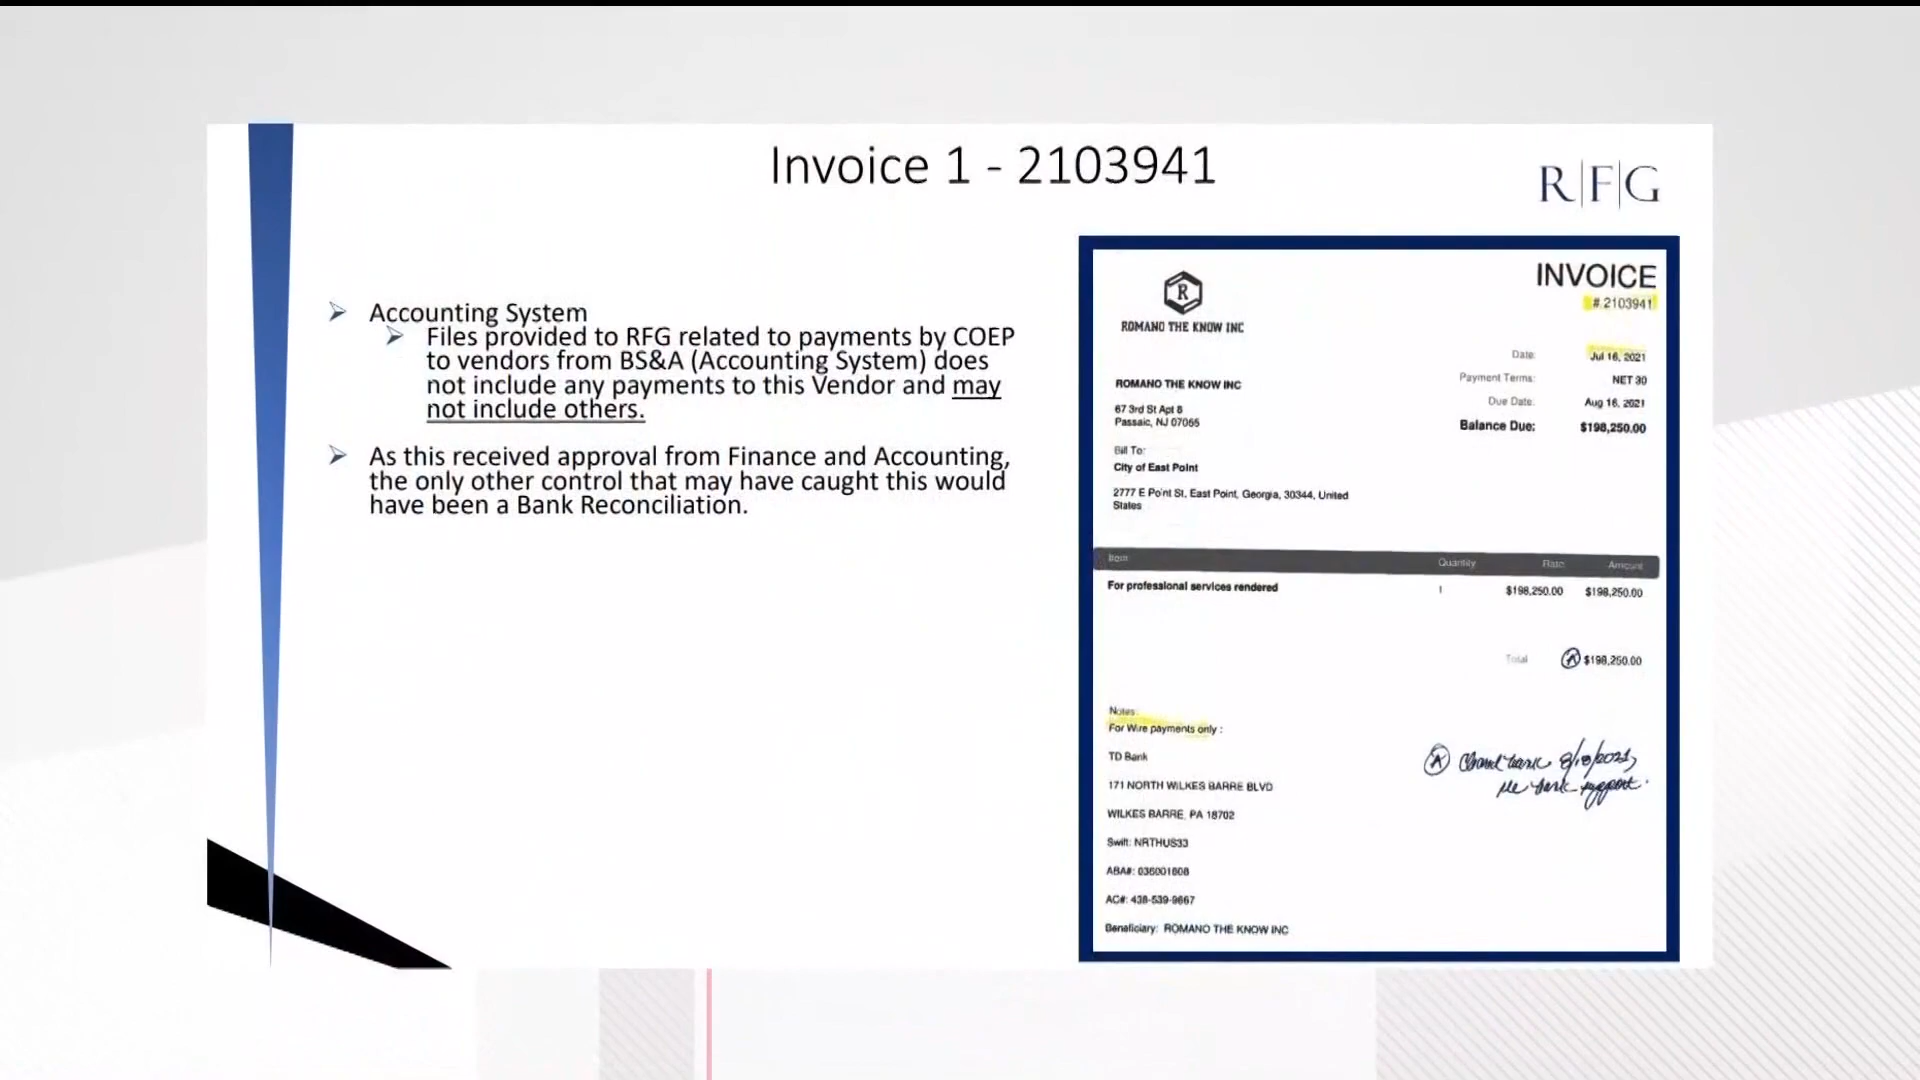 Invoice 1 - 2103941
R|F|G
➢ Accounting System
➢ Files provided to RFG related to payments by COEP
to vendors from BS&A (Accounting System) does
not include any payments to this Vendor and may
not include others.
➢ As this received approval from Finance and Accounting,
the only other control that may have caught this would
have been a Bank Reconciliation.
R
ROMANO THE KNOW INC
INVOICE
# 2103941
Date: Jul 16, 2021
Payment Terms: NET 30
Due Date: Aug 16, 2021
Balance Due: $198,250.00
ROMANO THE KNOW INC
67 3rd St Apt 8
Passaic, NJ 07055
Bill To:
City of East Point
2777 E Point St, East Point, Georgia, 30344, United
States
Item Quantity Rate Amount
For professional services rendered 1 $198,250.00 $198,250.00
Total $198,250.00
Notes:
For Wire payments only :
TD Bank
171 NORTH WILKES BARRE BLVD
WILKES BARRE, PA 18702
Swift: NRTHUS33
ABA#: 036001808
AC#: 438-539-9667
Beneficiary: ROMANO THE KNOW INC
bank support.